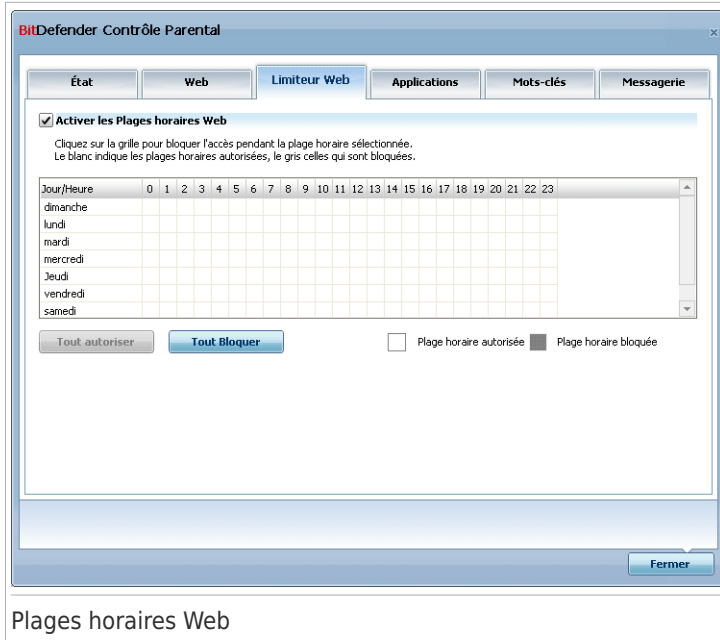 BitDefender Contrôle Parental
État Web Limiteur Web Applications Mots-clés Messagerie
Activer les Plages horaires Web
Cliquez sur la grille pour bloquer l'accès pendant la plage horaire sélectionnée.
Le blanc indique les plages horaires autorisées, le gris celles qui sont bloquées.
Jour/Heure 0 1 2 3 4 5 6 7 8 9 10 11 12 13 14 15 16 17 18 19 20 21 22 23
dimanche
lundi
mardi
mercredi
Jeudi
vendredi
samedi
Tout autoriser Tout Bloquer Plage horaire autorisée Plage horaire bloquée
Fermer
Plages horaires Web